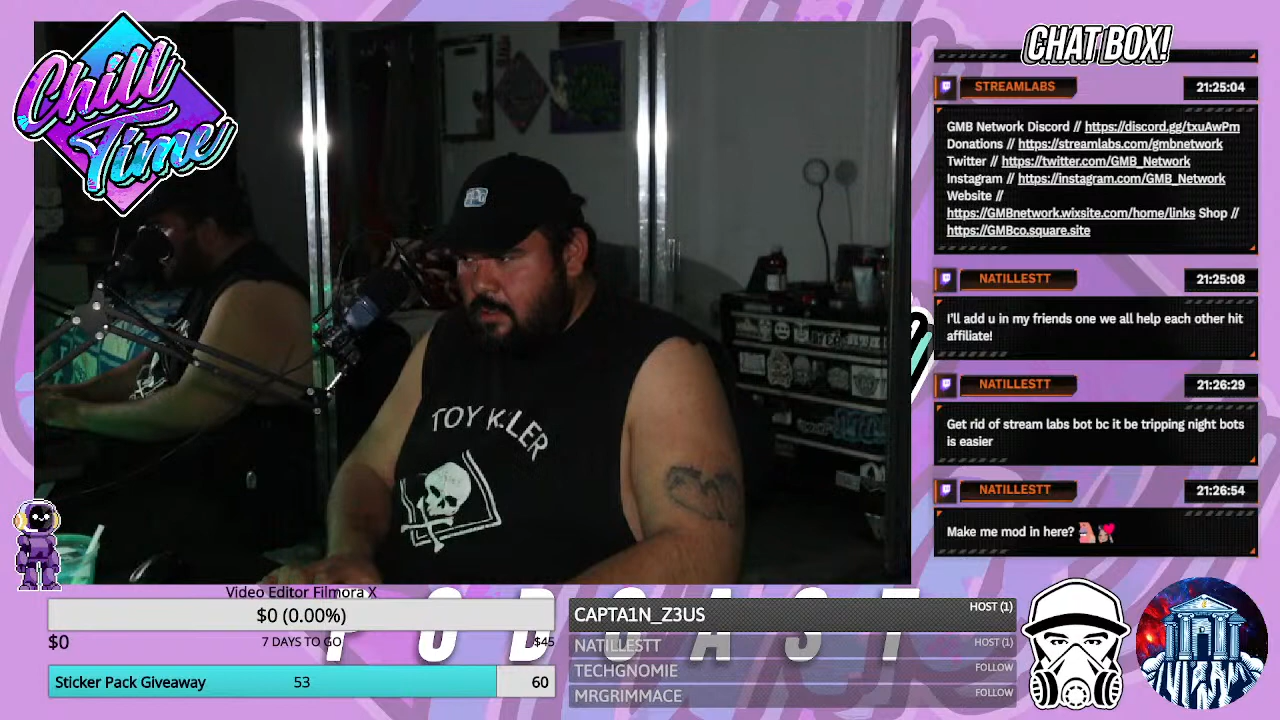 Chill
Time
CHAT BOX!
STREAMLABS
21:25:04
GMB Network Discord // https://discord.gg/txuAwPm
Donations // https://streamlabs.com/gmbnetwork
Twitter // https://twitter.com/GMB_Network
Instagram // https://instagram.com/GMB_Network
Website //
https://GMBnetwork.wixsite.com/home/links Shop //
https://GMBco.square.site
NATILLESTT
21:25:08
I'll add u in my friends one we all help each other hit
affiliate!
NATILLESTT
21:26:29
Get rid of stream labs bot bc it be tripping night bots
is easier
NATILLESTT
21:26:54
Make me mod in here?
TOY K LLER
Video Editor Filmora X
$0 (0.00%)
$0
7 DAYS TO GO
$45
Sticker Pack Giveaway
53
60
PODCAST
CAPTA1N_Z3US
HOST (1)
NATILLESTT
HOST (1)
TECHGNOMIE
FOLLOW
MRGRIMMACE
FOLLOW